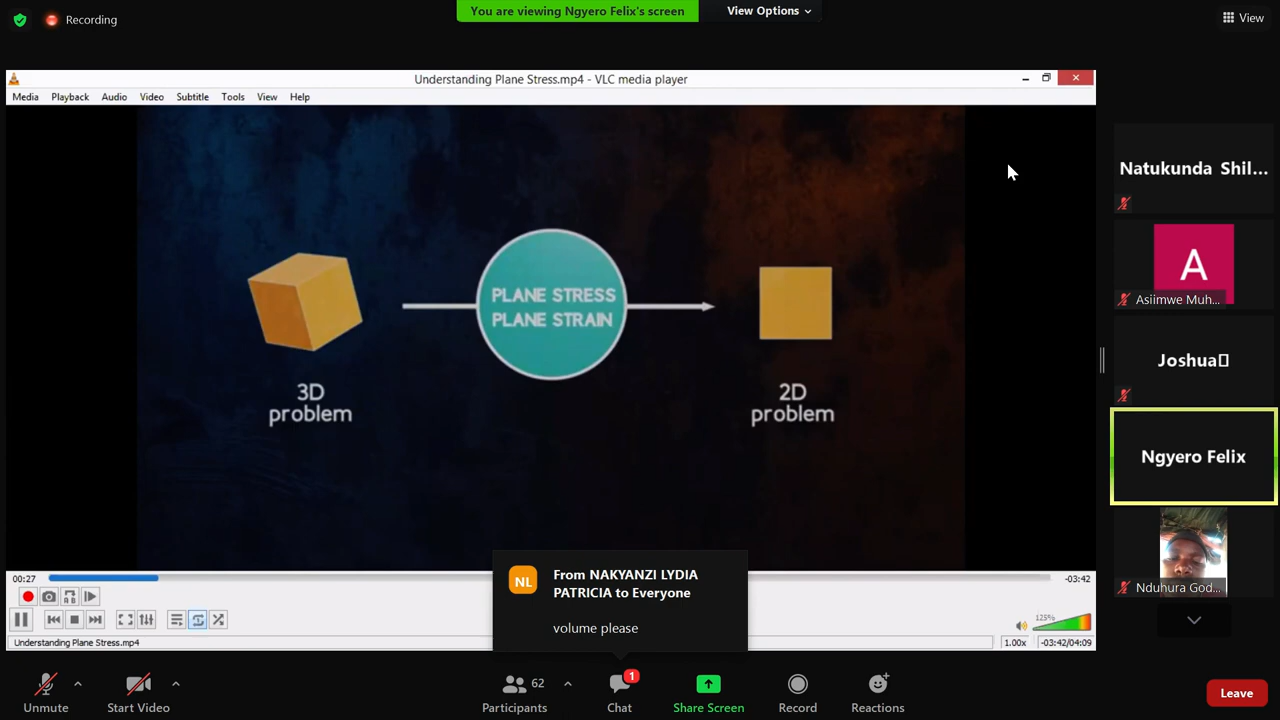 Recording
You are viewing Ngyero Felix's screen
View Options
View
Understanding Plane Stress.mp4 - VLC media player
Media Playback Audio Video Subtitle Tools View Help
PLANE STRESS
PLANE STRAIN
3D
problem
2D
problem
Natukunda Shil...
A
Asiimwe Muh...
Joshua
Ngyero Felix
Nduhura God...
NL
From NAKYANZI LYDIA
PATRICIA to Everyone
volume please
00:27
-03:42
125%
Understanding Plane Stress.mp4
1.00x
-03:42/04:09
Unmute
Start Video
62
Participants
1
Chat
Share Screen
Record
Reactions
Leave